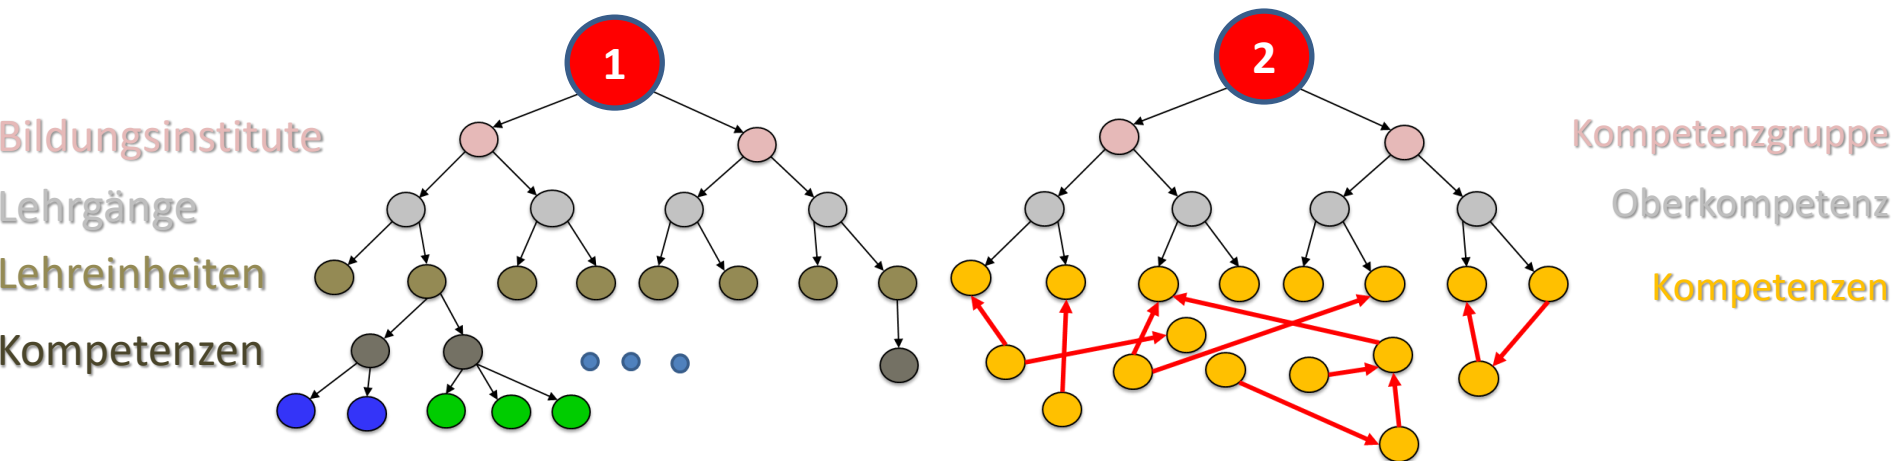 1
2
Bildungsinstitute
Kompetenzgruppe
Lehrgänge
Oberkompetenz
Lehreinheiten
Kompetenzen
Kompetenzen